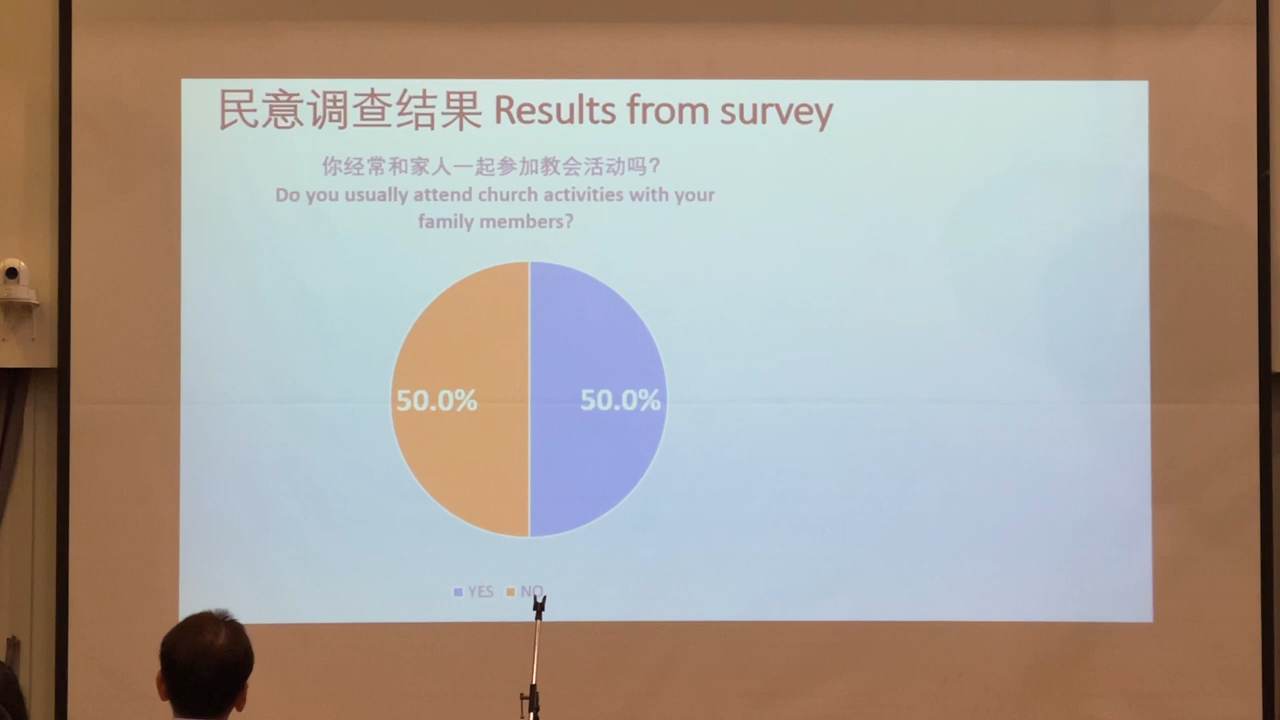 民意调查结果 Results from survey
你经常和家人一起参加教会活动吗?
Do you usually attend church activities with your
family members?
50.0% 50.0%
YES NO